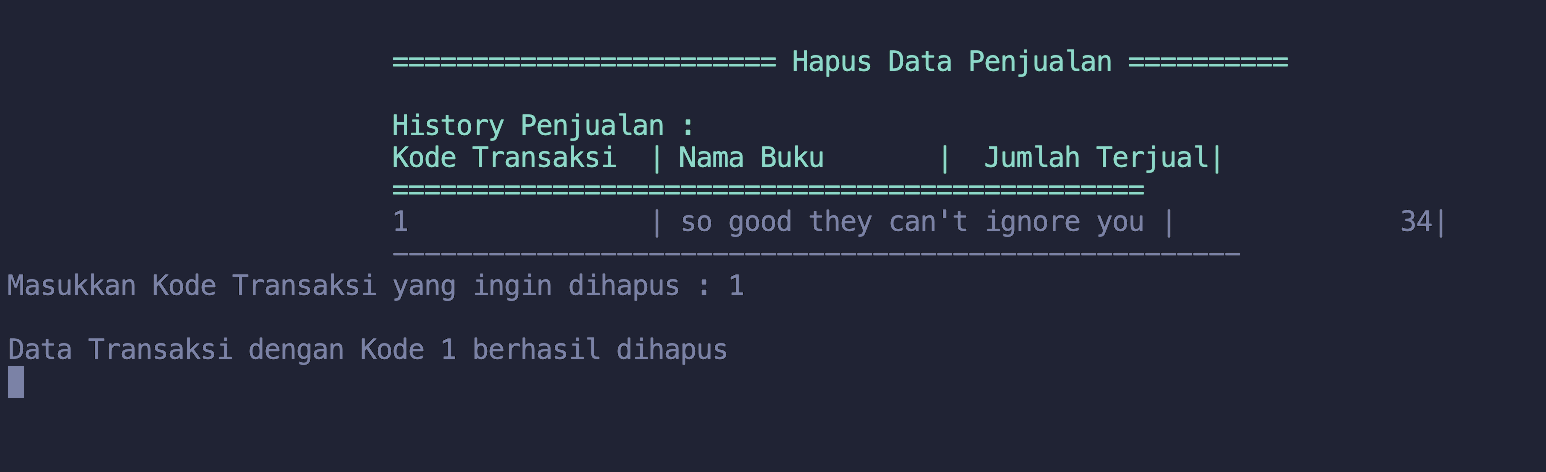 ======================== Hapus Data Penjualan ==========
History Penjualan :
Kode Transaksi  | Nama Buku       |  Jumlah Terjual|
===============================================
1               | so good they can't ignore you |              34|
-----------------------------------------------------
Masukkan Kode Transaksi yang ingin dihapus : 1
Data Transaksi dengan Kode 1 berhasil dihapus